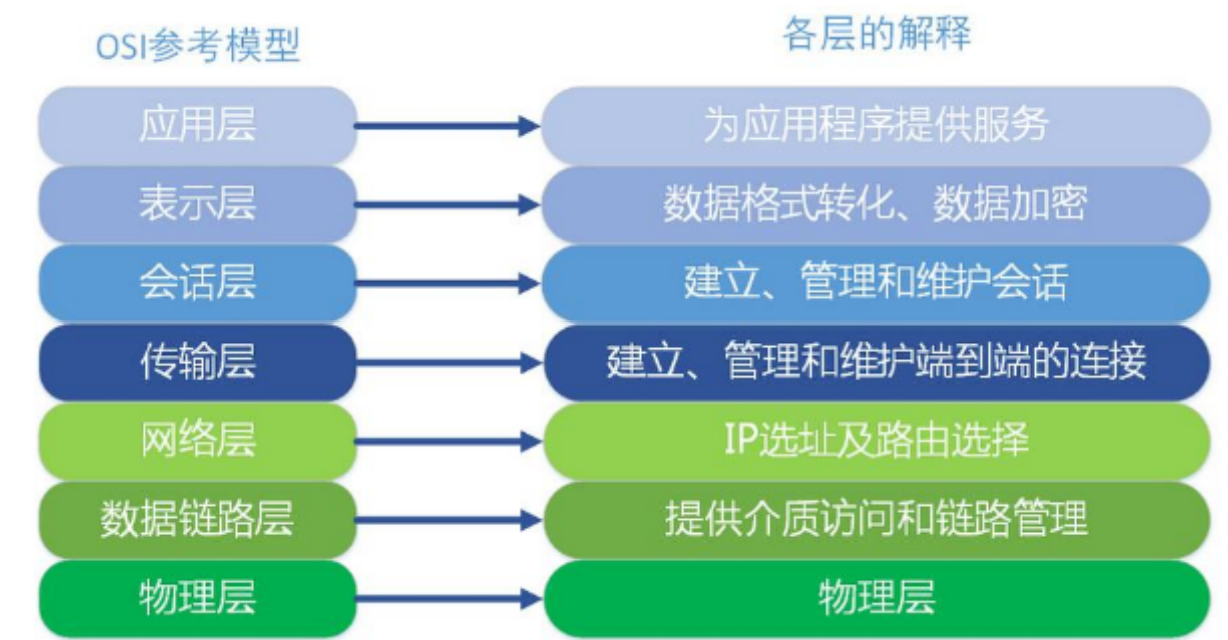 OSI参考模型 各层的解释
应用层 为应用程序提供服务
表示层 数据格式转化、数据加密
会话层 建立、管理和维护会话
传输层 建立、管理和维护端到端的连接
网络层 IP选址及路由选择
数据链路层 提供介质访问和链路管理
物理层 物理层